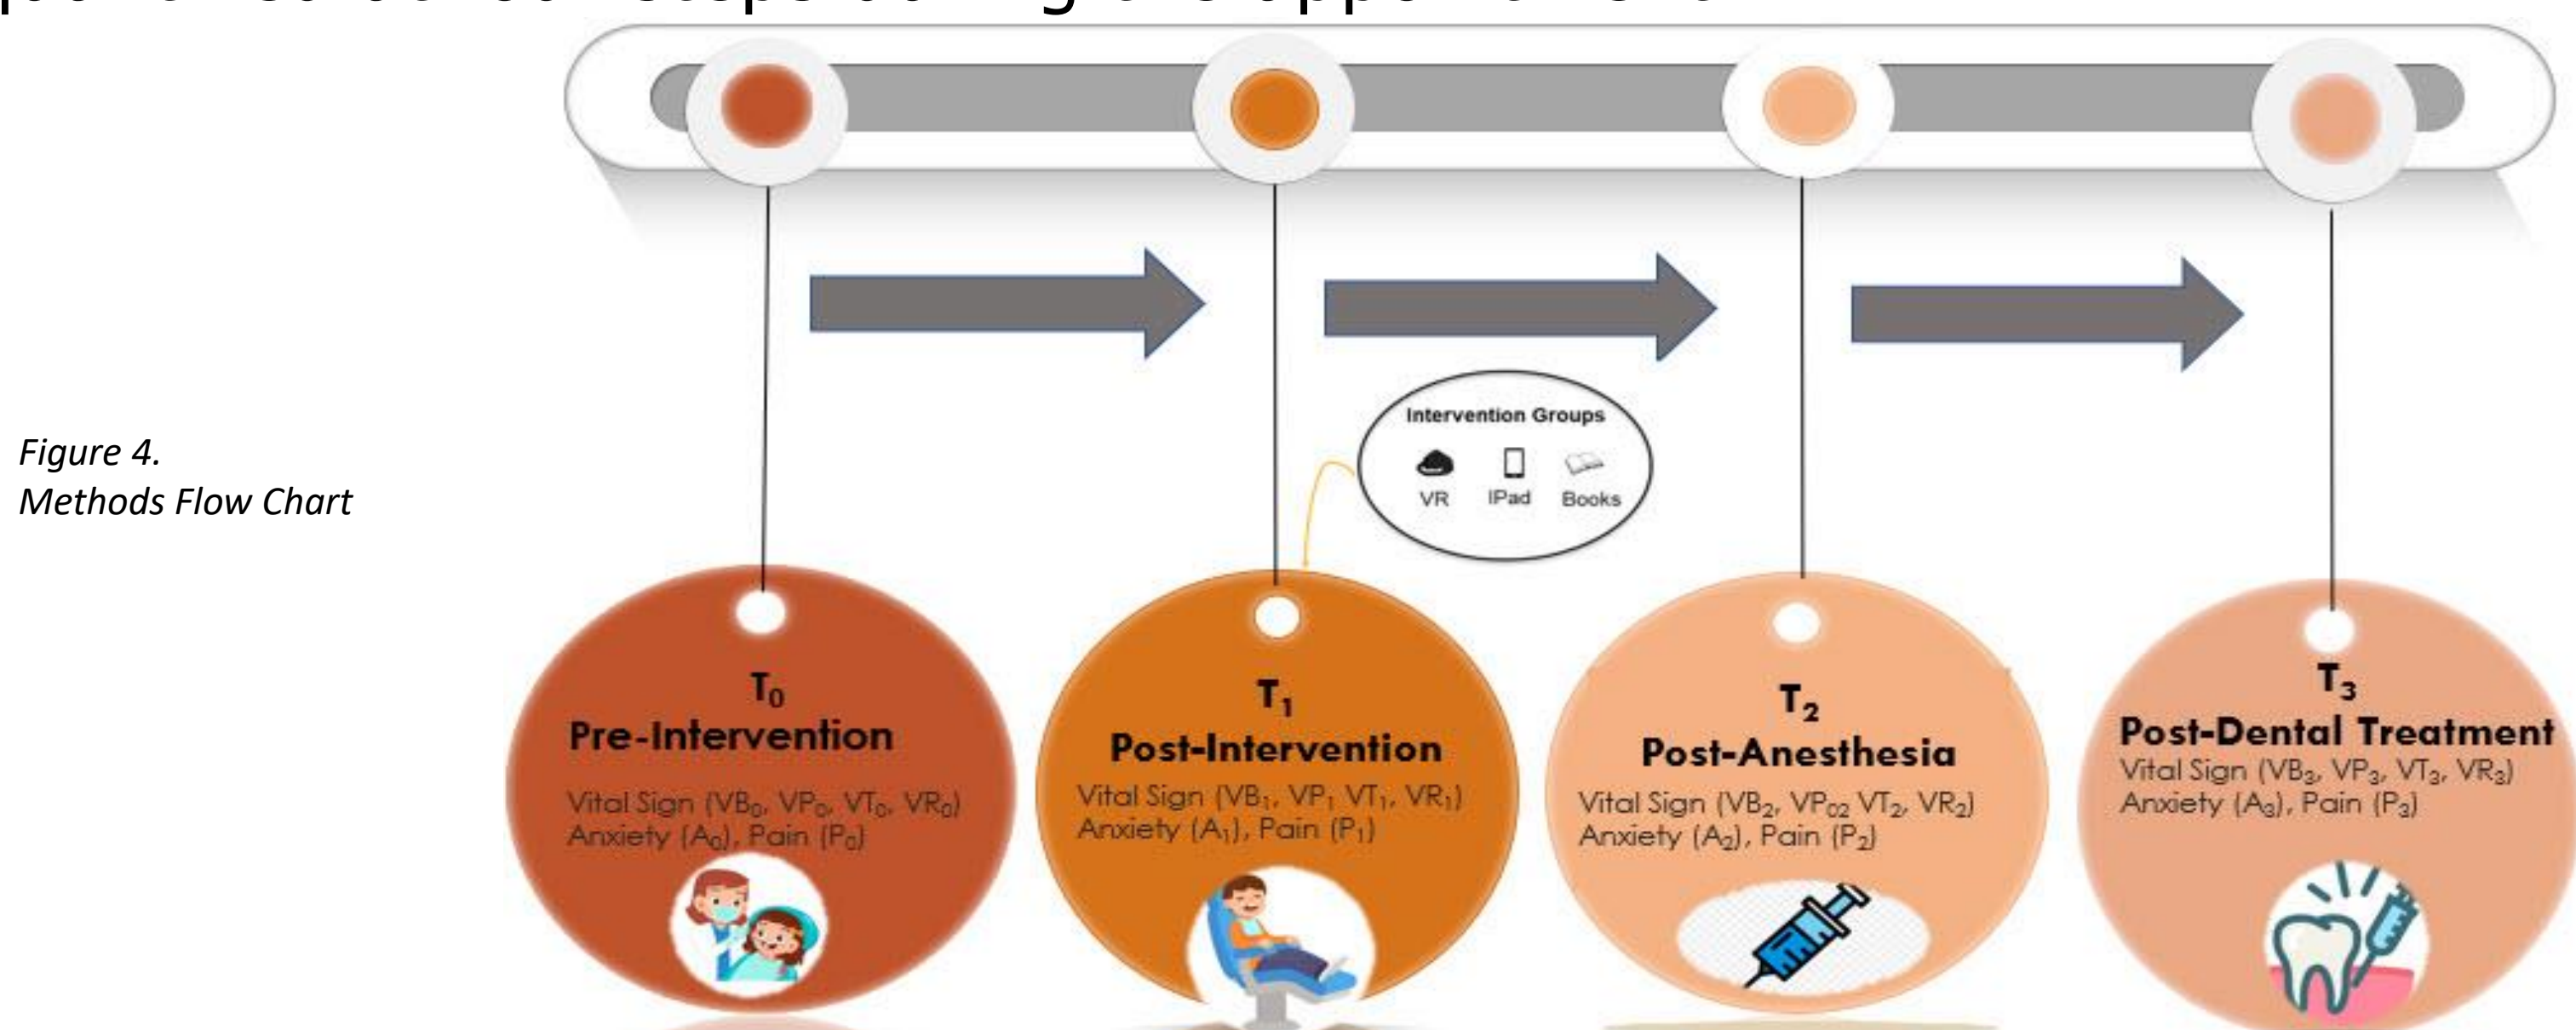 Figure 4.
Methods Flow Chart
Intervention Groups
VR IPad Books
T₀
Pre-Intervention
Vital Sign (VB₀, VP₀, VT₀, VR₀)
Anxiety (A₀), Pain (P₀)
T₁
Post-Intervention
Vital Sign (VB₁, VP₁ VT₁, VR₁)
Anxiety (A₁), Pain (P₁)
T₂
Post-Anesthesia
Vital Sign (VB₂, VP₀₂ VT₂, VR₂)
Anxiety (A₂), Pain (P₂)
T₃
Post-Dental Treatment
Vital Sign (VB₃, VP₃, VT₃, VR₃)
Anxiety (A₃), Pain (P₃)